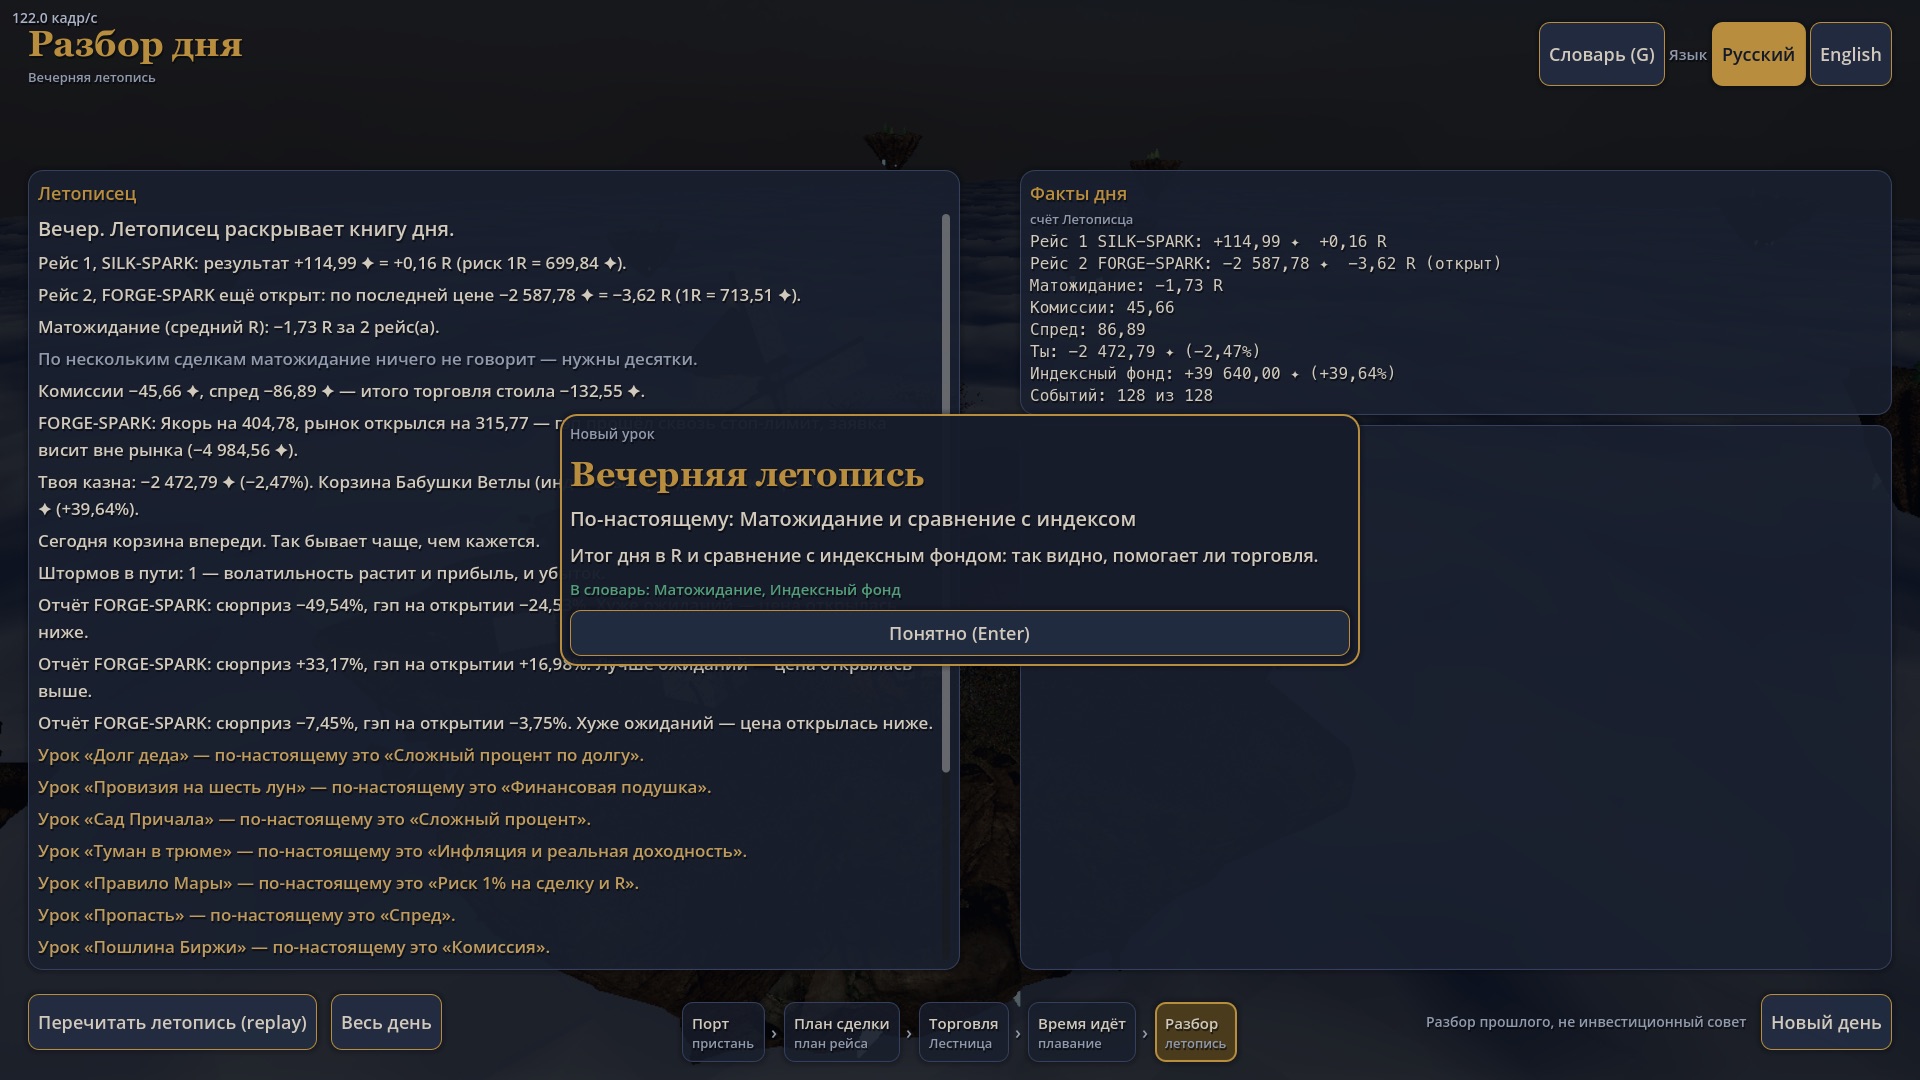 122.0 кадр/с
Разбор дня
Вечерняя летопись
Словарь (G)
Язык
Русский
English
Летописец
Вечер. Летописец раскрывает книгу дня.
Рейс 1, SILK-SPARK: результат +114,99 ✦ = +0,16 R (риск 1R = 699,84 ✦).
Рейс 2, FORGE-SPARK ещё открыт: по последней цене −2 587,78 ✦ = −3,62 R (1R = 713,51 ✦).
Матожидание (средний R): −1,73 R за 2 рейс(а).
По нескольким сделкам матожидание ничего не говорит — нужны десятки.
Комиссии −45,66 ✦, спред −86,89 ✦ — итого торговля стоила −132,55 ✦.
FORGE-SPARK: Якорь на 404,78, рынок открылся на 315,77 — гэп прошёл сквозь стоп-лимит, заявка
висит вне рынка (−4 984,56 ✦).
Твоя казна: −2 472,79 ✦ (−2,47%). Корзина Бабушки Ветлы (ин
✦ (+39,64%).
Сегодня корзина впереди. Так бывает чаще, чем кажется.
Штормов в пути: 1 — волатильность растит и прибыль, и убыток.
Отчёт FORGE-SPARK: сюрприз −49,54%, гэп на открытии −24,5
ниже.
Отчёт FORGE-SPARK: сюрприз +33,17%, гэп на открытии +16,98%. Лучше ожиданий — цена открылась
выше.
Отчёт FORGE-SPARK: сюрприз −7,45%, гэп на открытии −3,75%. Хуже ожиданий — цена открылась ниже.
Урок «Долг деда» — по-настоящему это «Сложный процент по долгу».
Урок «Провизия на шесть лун» — по-настоящему это «Финансовая подушка».
Урок «Сад Причала» — по-настоящему это «Сложный процент».
Урок «Туман в трюме» — по-настоящему это «Инфляция и реальная доходность».
Урок «Правило Мары» — по-настоящему это «Риск 1% на сделку и R».
Урок «Пропасть» — по-настоящему это «Спред».
Урок «Пошлина Биржи» — по-настоящему это «Комиссия».
Факты дня
счёт Летописца
Рейс 1 SILK−SPARK: +114,99 ✦ +0,16 R
Рейс 2 FORGE−SPARK: −2 587,78 ✦ −3,62 R (открыт)
Матожидание: −1,73 R
Комиссии: 45,66
Спред: 86,89
Ты: −2 472,79 ✦ (−2,47%)
Индексный фонд: +39 640,00 ✦ (+39,64%)
Событий: 128 из 128
Новый урок
Вечерняя летопись
По-настоящему: Матожидание и сравнение с индексом
Итог дня в R и сравнение с индексным фондом: так видно, помогает ли торговля.
В словарь: Матожидание, Индексный фонд
Понятно (Enter)
Перечитать летопись (replay)
Весь день
Порт
пристань
›
План сделки
план рейса
›
Торговля
Лестница
›
Время идёт
плавание
›
Разбор
летопись
Разбор прошлого, не инвестиционный совет
Новый день